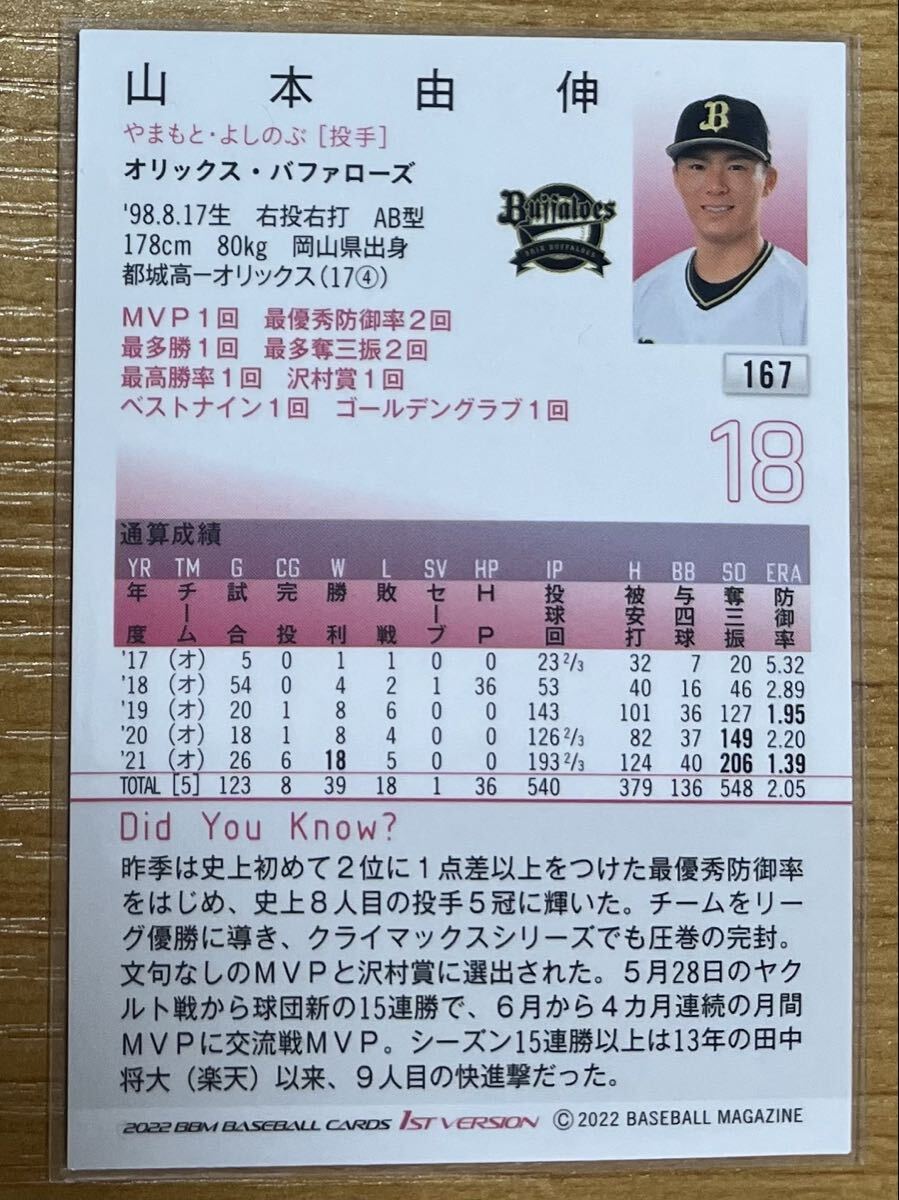 山本由伸
やまもと・よしのぶ [投手]
オリックス・バファローズ
'98.8.17生 右投右打 AB型
178cm 80kg 岡山県出身
都城高ーオリックス(17④)
MVP1回 最優秀防御率2回
最多勝1回 最多奪三振2回
最高勝率1回 沢村賞1回
ベストナイン1回 ゴールデングラブ1回
B
Buffaloes
ORIX BUFFALOES
167
18
通算成績
YR TM G CG W L SV HP IP H BB SO ERA
年度 チーム 試合 完投 勝利 敗戦 セーブ HP 投球回 被安打 与四球 奪三振 防御率
'17 (オ) 5 0 1 1 0 0 23 2/3 32 7 20 5.32
'18 (オ) 54 0 4 2 1 36 53 40 16 46 2.89
'19 (オ) 20 1 8 6 0 0 143 101 36 127 1.95
'20 (オ) 18 1 8 4 0 0 126 2/3 82 37 149 2.20
'21 (オ) 26 6 18 5 0 0 193 2/3 124 40 206 1.39
TOTAL [5] 123 8 39 18 1 36 540 379 136 548 2.05
Did You Know?
昨季は史上初めて2位に1点差以上をつけた最優秀防御率
をはじめ、史上8人目の投手5冠に輝いた。チームをリー
グ優勝に導き、クライマックスシリーズでも圧巻の完封。
文句なしのMVPと沢村賞に選出された。5月28日のヤク
ルト戦から球団新の15連勝で、6月から4カ月連続の月間
MVPに交流戦MVP。シーズン15連勝以上は13年の田中
将大(楽天)以来、9人目の快進撃だった。
2022 BBM BASEBALL CARDS 1ST VERSION © 2022 BASEBALL MAGAZINE